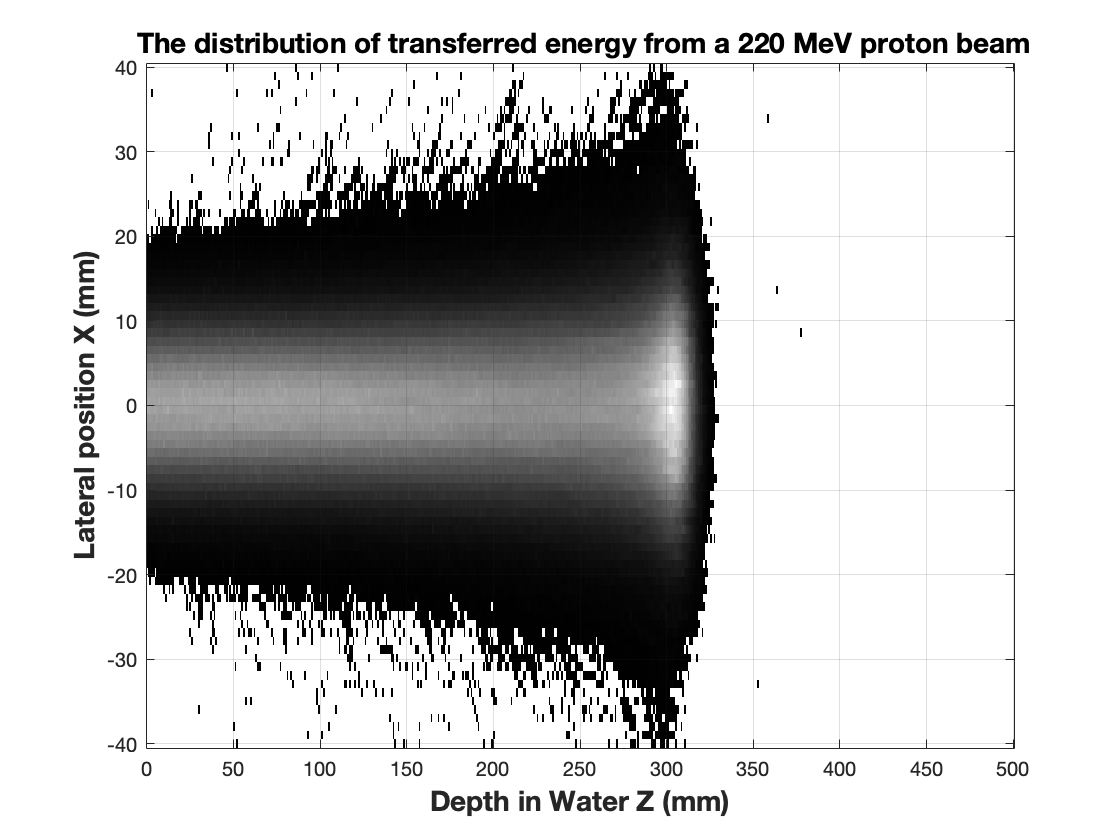 The distribution of transferred energy from a 220 MeV proton beam
40
30
20
10
0
-10
-20
-30
-40
Lateral position X (mm)
0 50 100 150 200 250 300 350 400 450 500
Depth in Water Z (mm)